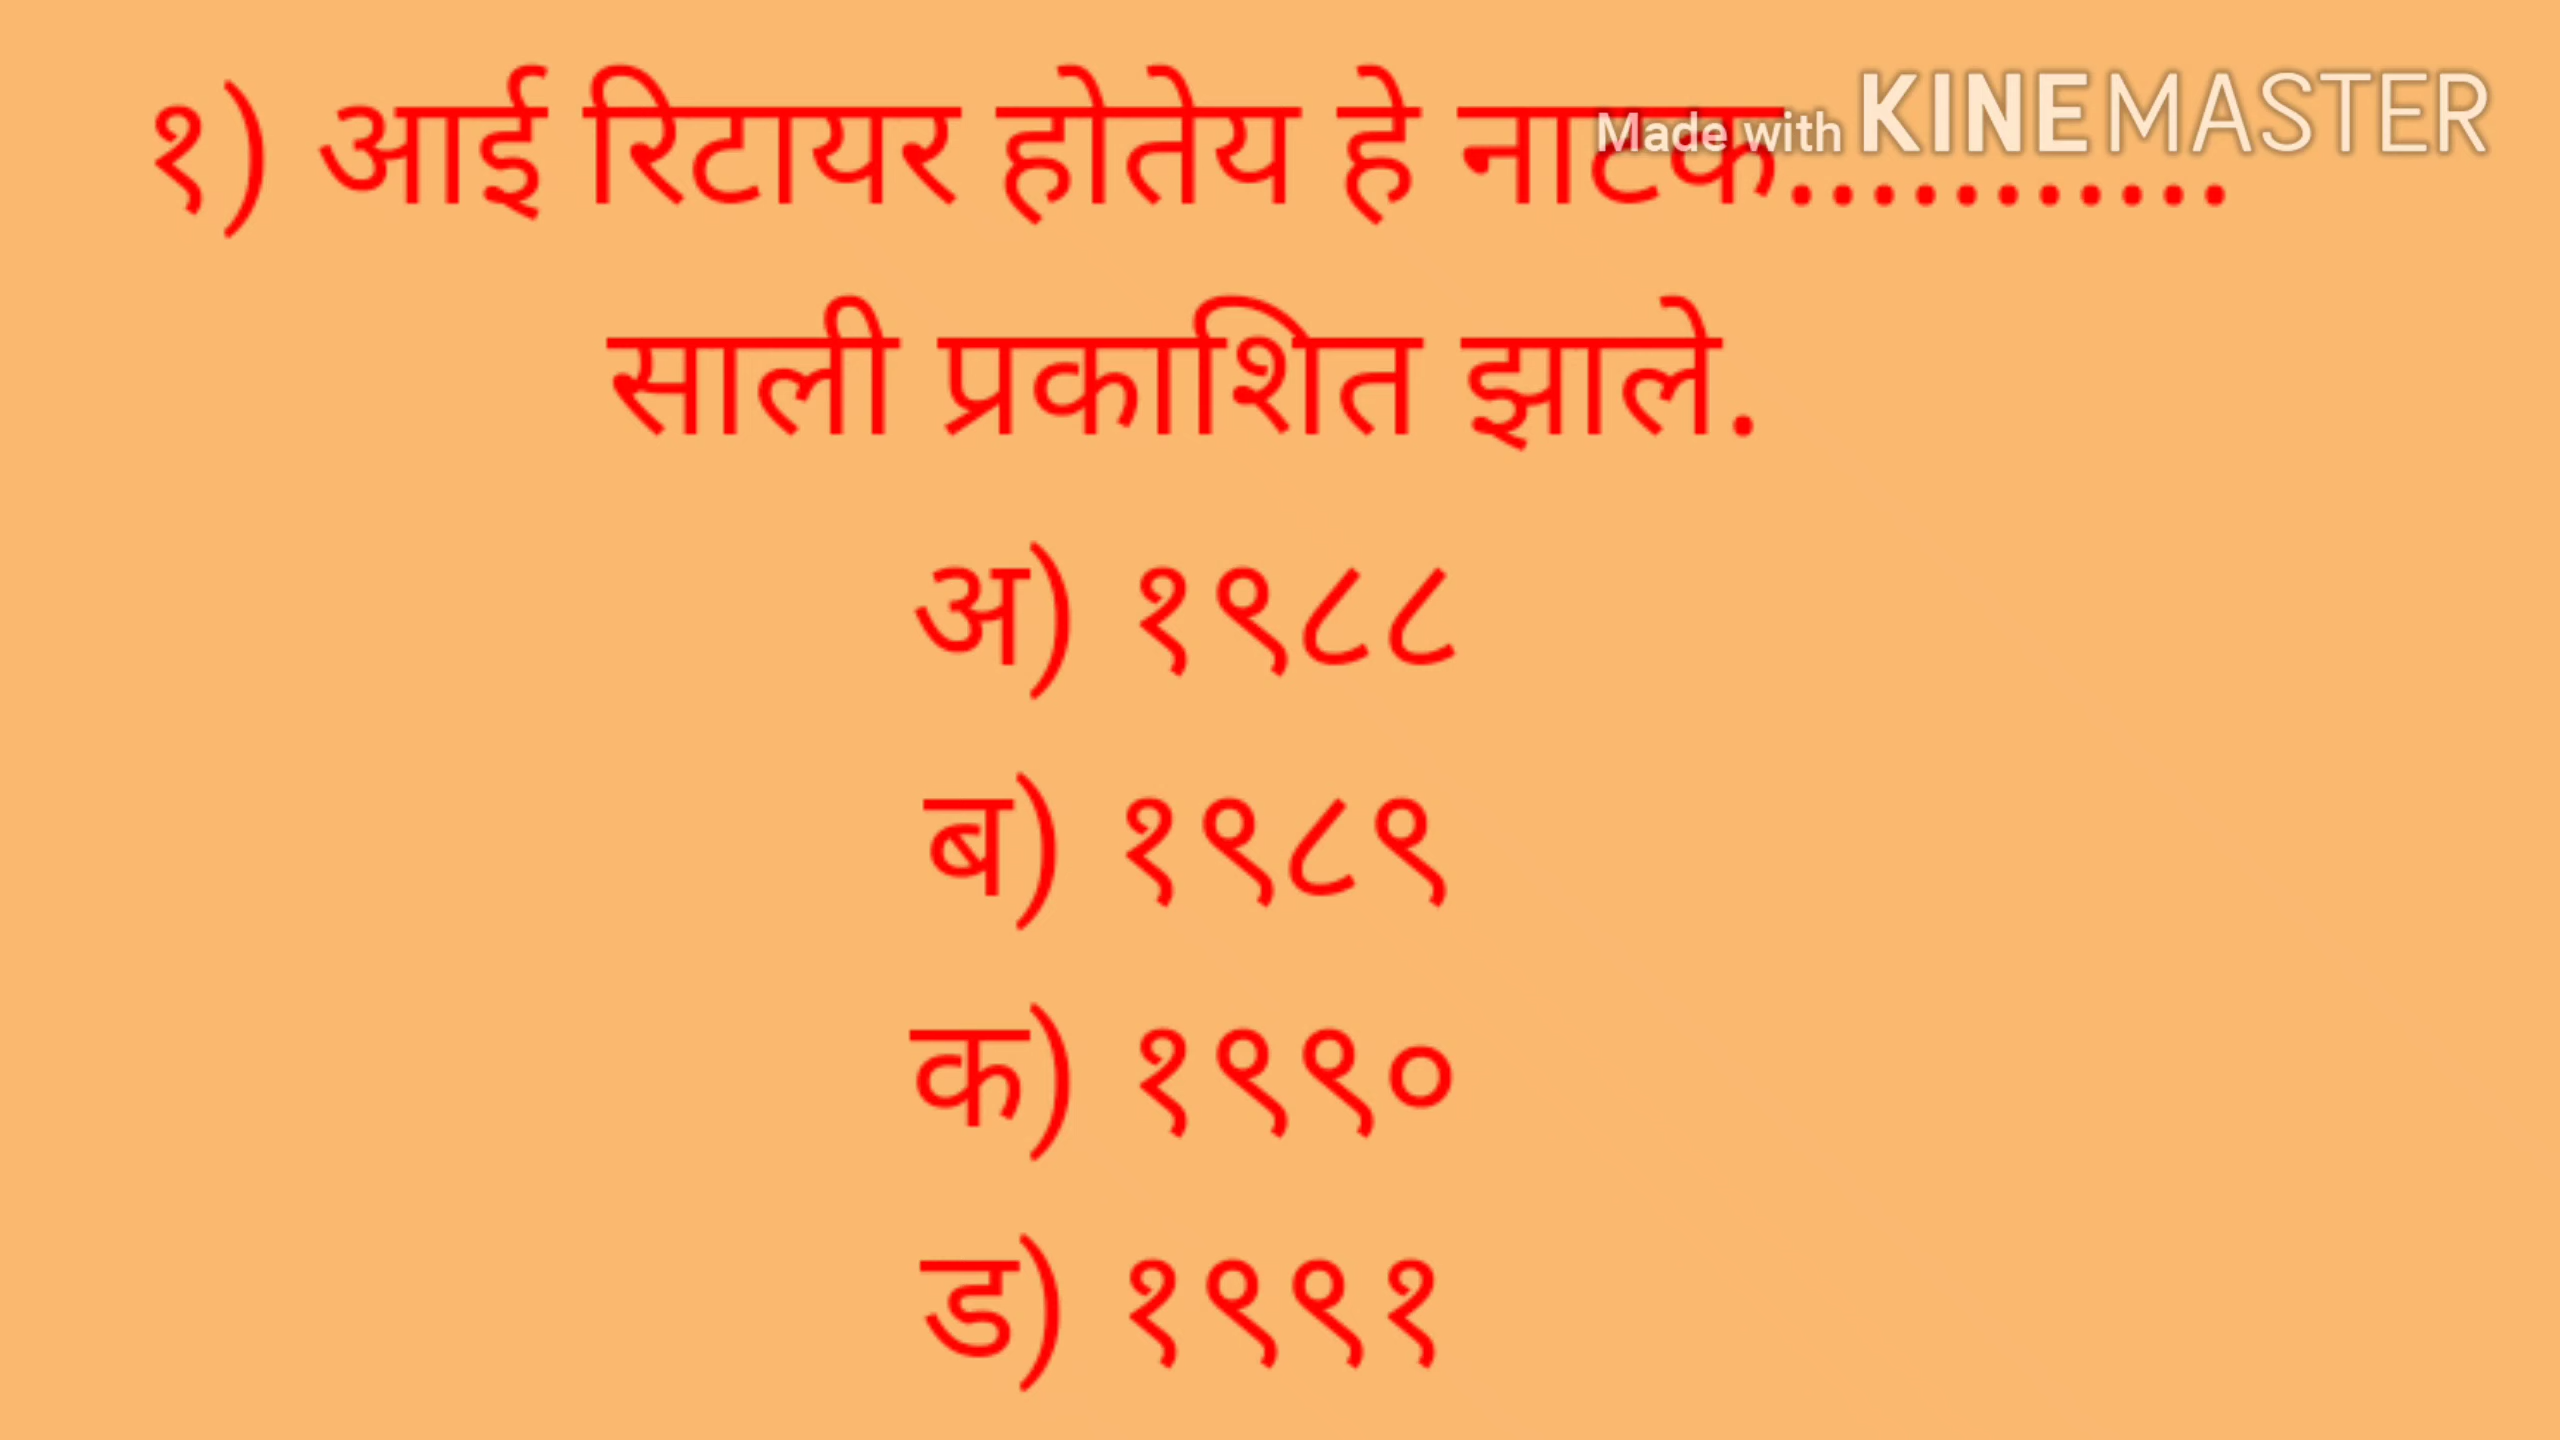 १) आई रिटायर होतेय हे नाटक...........
Made with KINEMASTER
साली प्रकाशित झाले.
अ) १९८८
ब) १९८९
क) १९९०
ड) १९९१